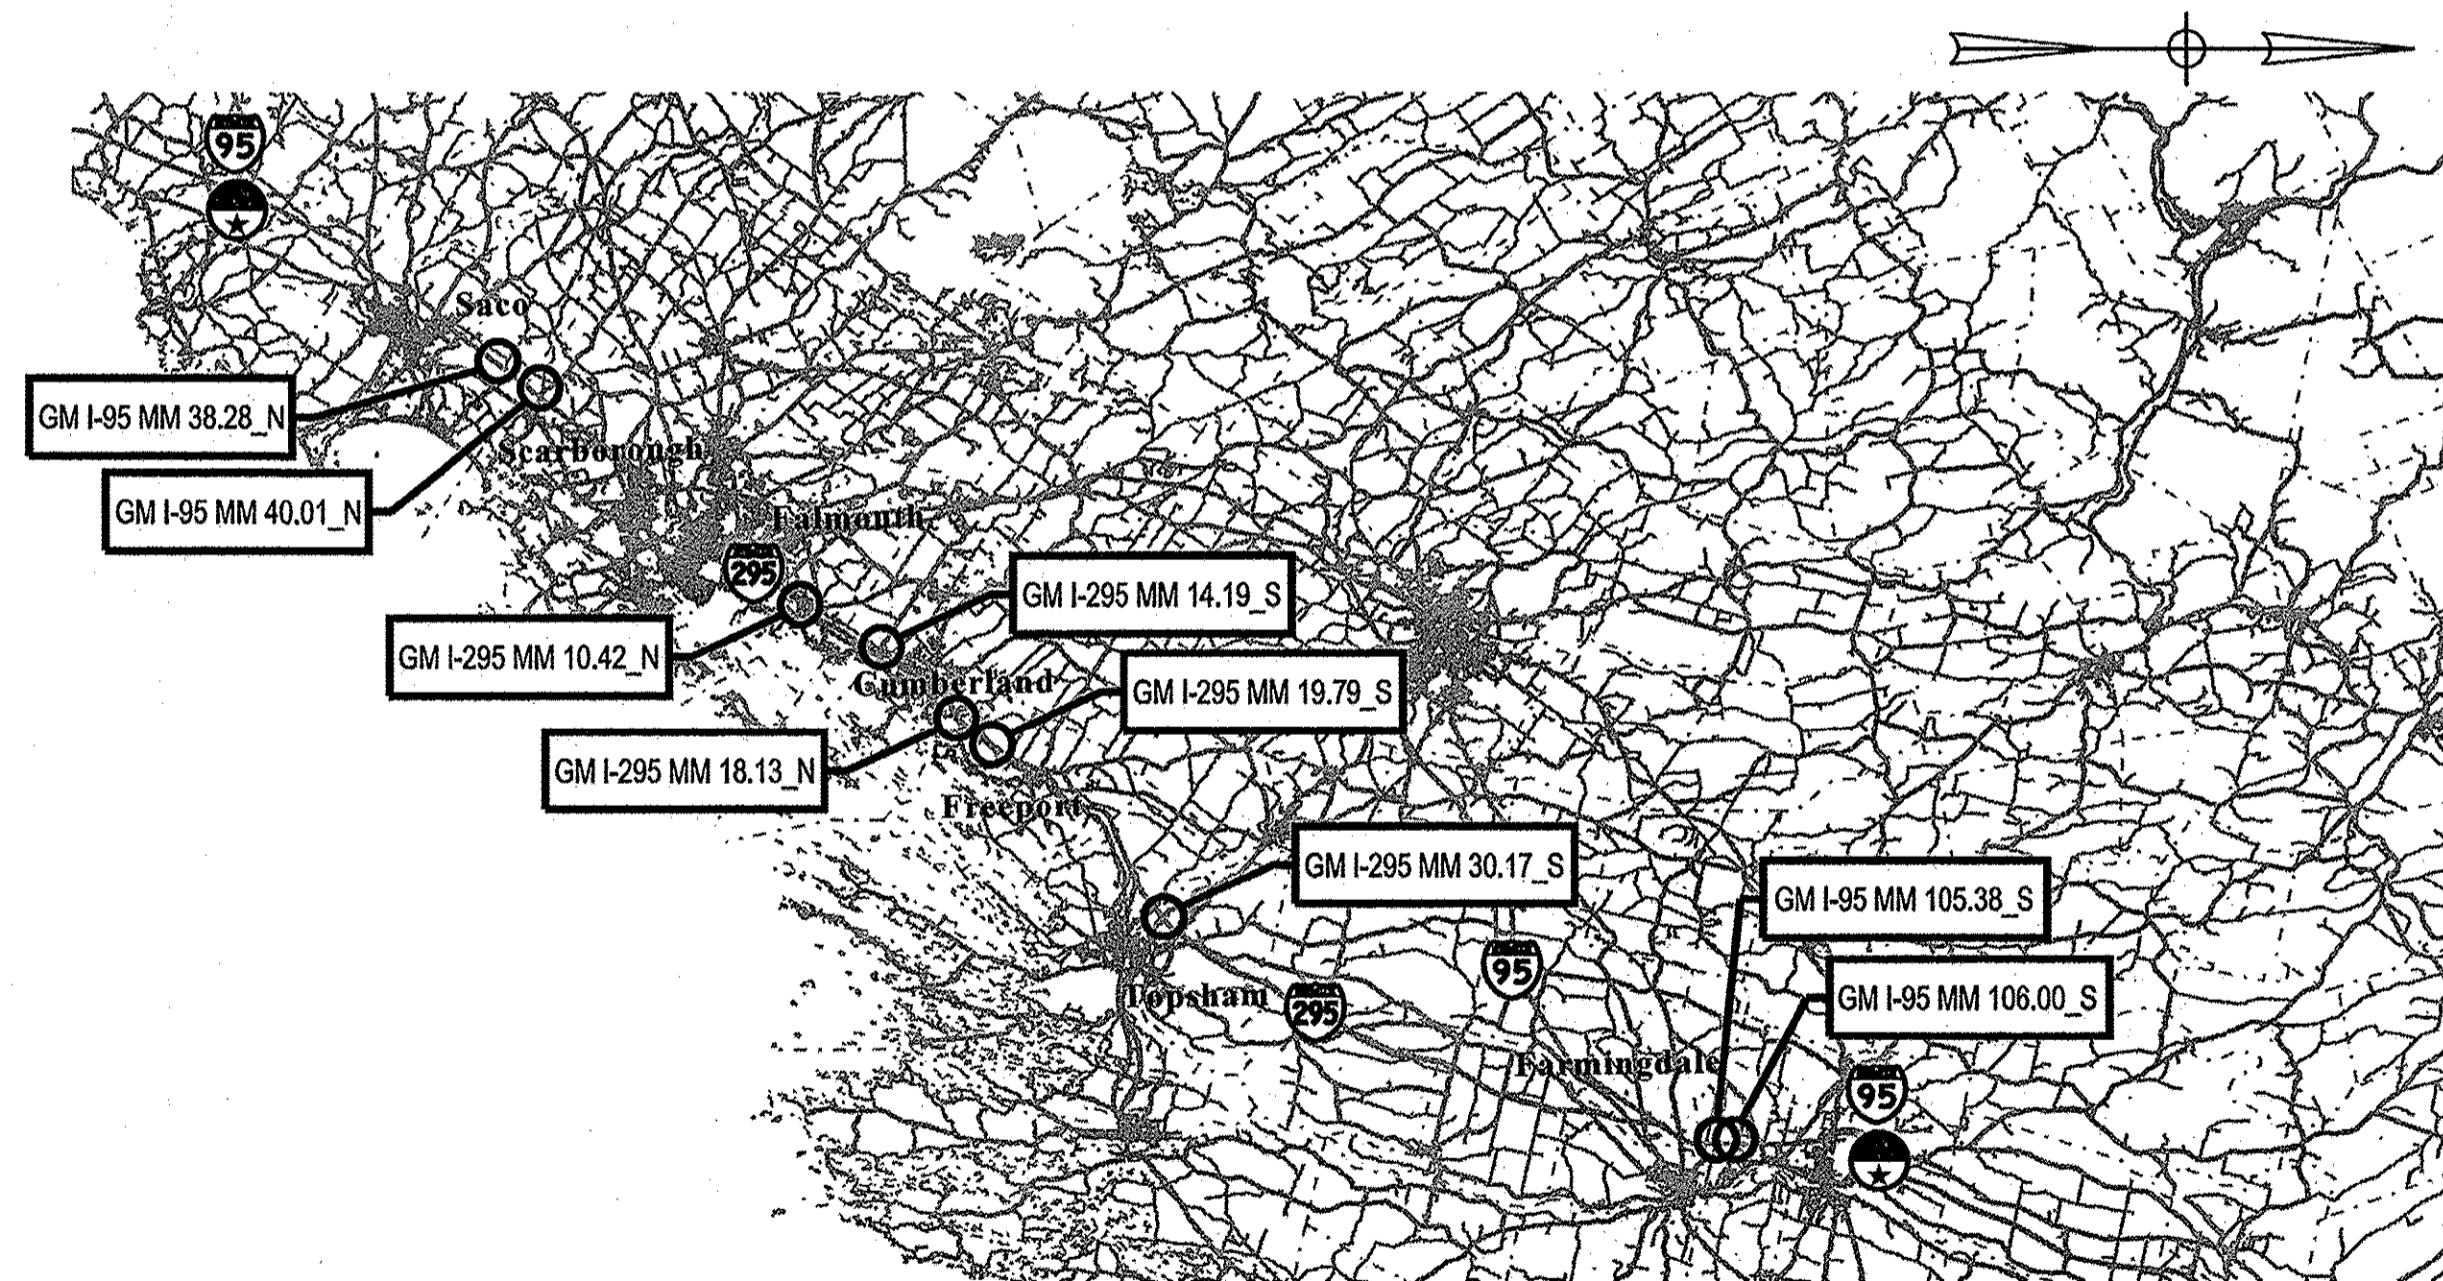 95
Saco
GM I-95 MM 38.28_N
Scarborough
GM I-95 MM 40.01_N
Falmouth
295
GM I-295 MM 14.19_S
GM I-295 MM 10.42_N
Cumberland
GM I-295 MM 19.79_S
GM I-295 MM 18.13_N
Freeport
GM I-295 MM 30.17_S
GM I-95 MM 105.38_S
95
Topsham
295
GM I-95 MM 106.00_S
Farmingdale
95